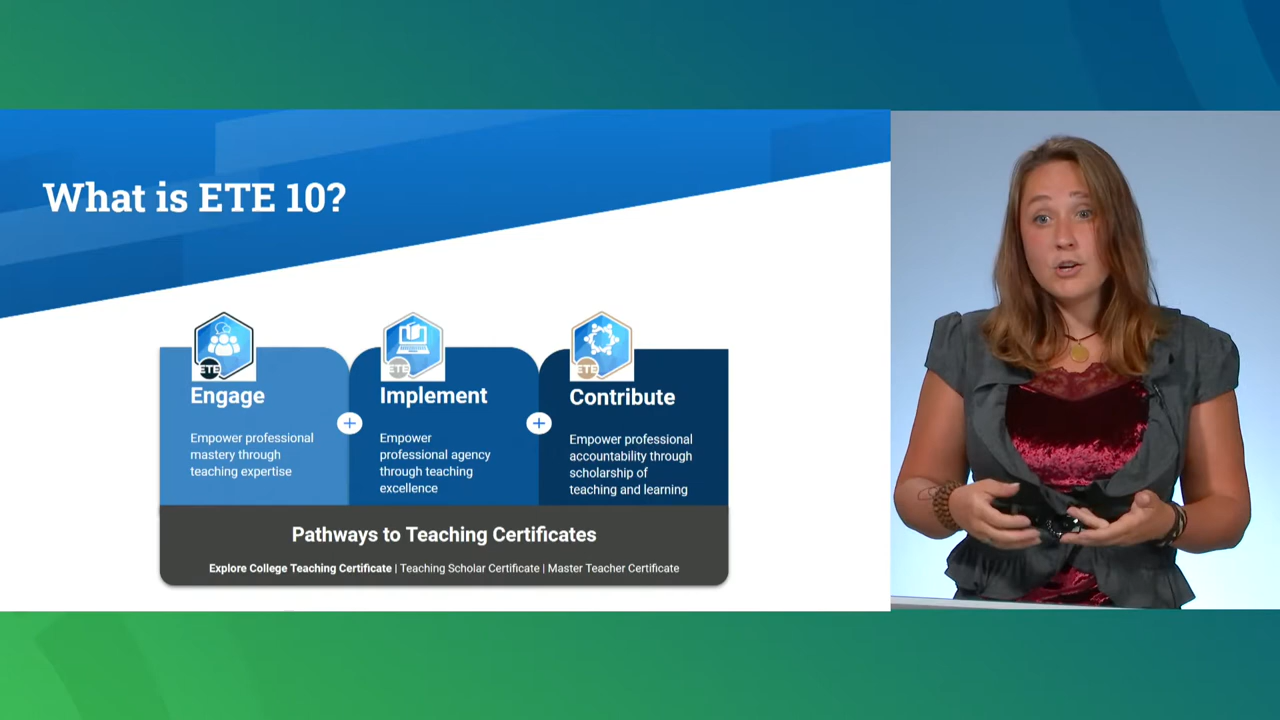 What is ETE 10?
ETE
ETE
ETE
Engage
Implement
Contribute
Empower professional
mastery through
teaching expertise
Empower
professional agency
through teaching
excellence
Empower professional
accountability through
scholarship of
teaching and learning
Pathways to Teaching Certificates
Explore College Teaching Certificate | Teaching Scholar Certificate | Master Teacher Certificate